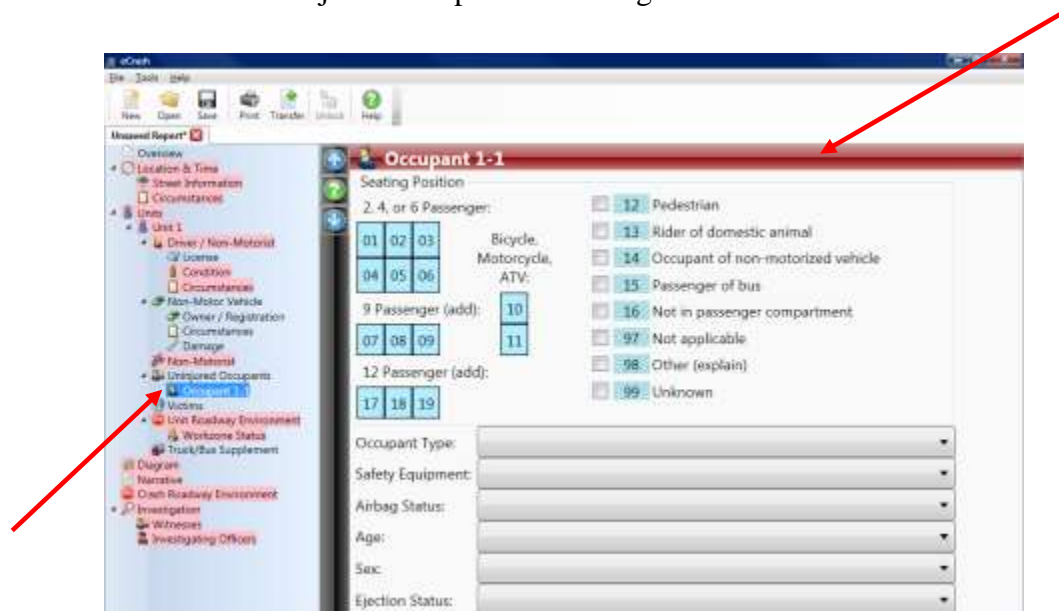 eCrash
File Tools Help
New Open Save Print Transfer Unlock Help
Unsaved Report*
Overview
Location & Time
Street Information
Circumstances
Units
Unit 1
Driver / Non-Motorist
License
Condition
Circumstances
Non-Motor Vehicle
Owner / Registration
Circumstances
Damage
Non-Motorist
Uninjured Occupants
Occupant 1-1
Victims
Unit Roadway Environment
Workzone Status
Truck/Bus Supplement
Diagram
Narrative
Crash Roadway Environment
Investigation
Witnesses
Investigating Officers
Occupant 1-1
Seating Position
2, 4, or 6 Passenger:
01 02 03
04 05 06
9 Passenger (add):
07 08 09
12 Passenger (add):
17 18 19
Bicycle,
Motorcycle,
ATV:
10
11
12 Pedestrian
13 Rider of domestic animal
14 Occupant of non-motorized vehicle
15 Passenger of bus
16 Not in passenger compartment
97 Not applicable
98 Other (explain)
99 Unknown
Occupant Type:
Safety Equipment:
Airbag Status:
Age:
Sex:
Ejection Status: